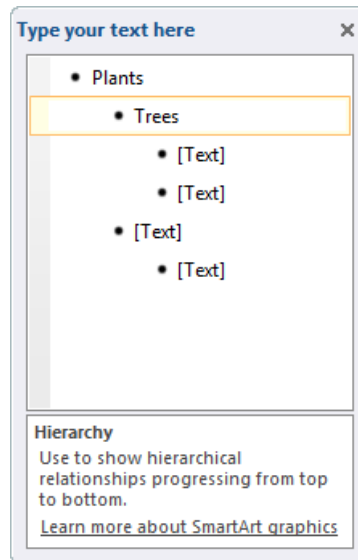 Type your text here
• Plants
• Trees
• [Text]
• [Text]
• [Text]
• [Text]
Hierarchy
Use to show hierarchical
relationships progressing from top
to bottom.
Learn more about SmartArt graphics